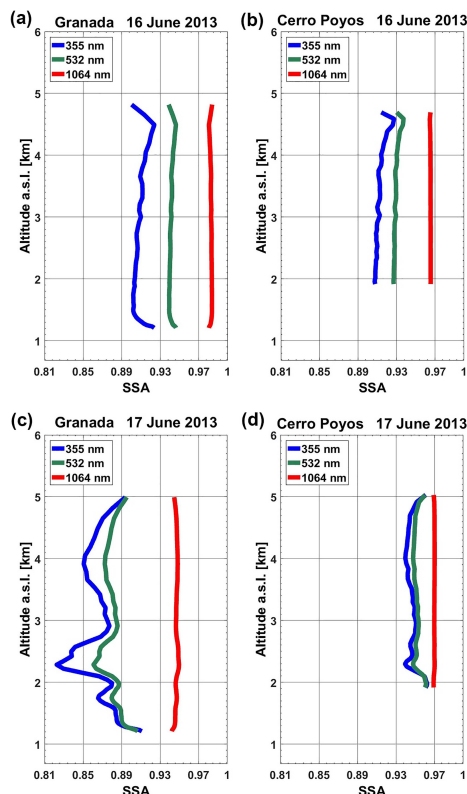 (a) Granada 16 June 2013
6
355 nm
532 nm
1064 nm
5
4
3
2
1
Altitude a.s.l. [km]
0.81 0.85 0.89 0.93 0.97 1
SSA
(b) Cerro Poyos 16 June 2013
6
355 nm
532 nm
1064 nm
5
4
3
2
1
Altitude a.s.l. [km]
0.81 0.85 0.89 0.93 0.97 1
SSA
(c) Granada 17 June 2013
6
355 nm
532 nm
1064 nm
5
4
3
2
1
Altitude a.s.l. [km]
0.81 0.85 0.89 0.93 0.97 1
SSA
(d) Cerro Poyos 17 June 2013
6
355 nm
532 nm
1064 nm
5
4
3
2
1
Altitude a.s.l. [km]
0.81 0.85 0.89 0.93 0.97 1
SSA